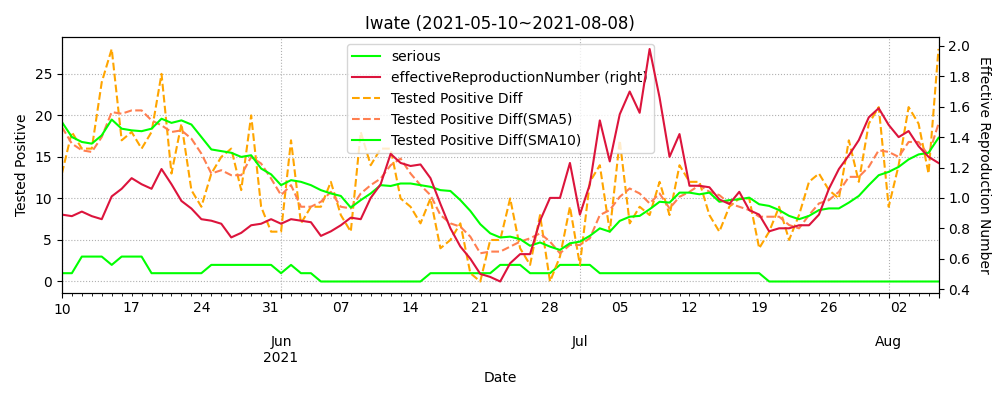 Iwate (2021-05-10~2021-08-08)
serious
effectiveReproductionNumber (right)
Tested Positive Diff
Tested Positive Diff(SMA5)
Tested Positive Diff(SMA10)
Tested Positive
25
20
15
10
5
0
Effective Reproduction Number
2.0
1.8
1.6
1.4
1.2
1.0
0.8
0.6
0.4
10 17 24 31 07 14 21 28 05 12 19 26 02
Jun Jul Aug
2021
Date